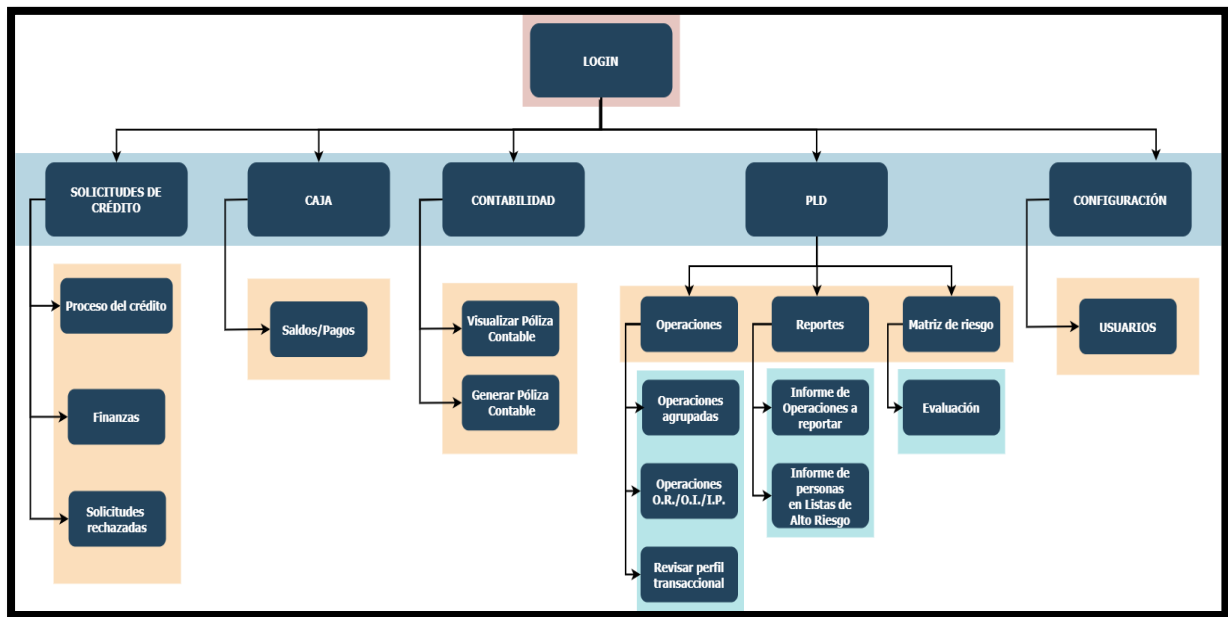 LOGIN
SOLICITUDES DE
CRÉDITO
CAJA
CONTABILIDAD
PLD
CONFIGURACIÓN
Proceso del crédito
Finanzas
Solicitudes
rechazadas
Saldos/Pagos
Visualizar Póliza
Contable
Generar Póliza
Contable
Operaciones
Reportes
Matriz de riesgo
Operaciones
agrupadas
Operaciones
O.R./O.I./I.P.
Revisar perfil
transaccional
Informe de
Operaciones a
reportar
Informe de
personas
en Listas de
Alto Riesgo
Evaluación
USUARIOS